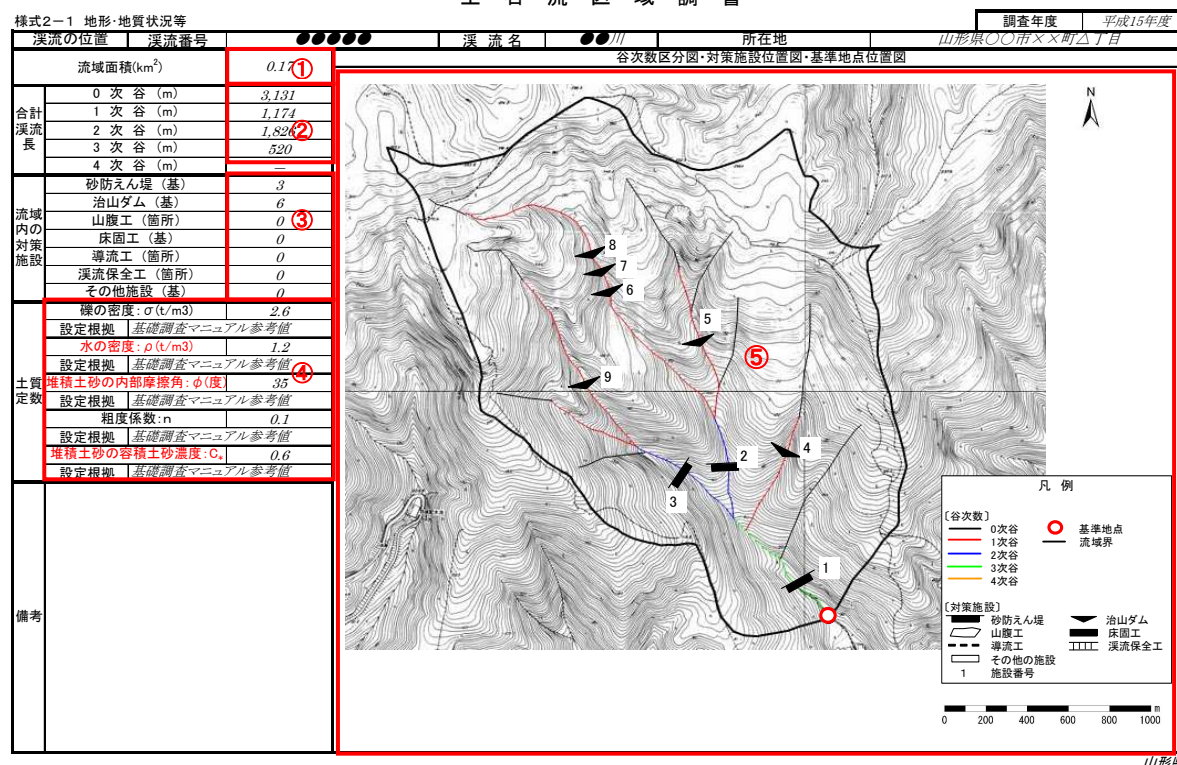 土 石 流 区 域 調 書
様式2-1 地形・地質状況等
調査年度 平成15年度
渓流の位置 渓流番号 ●●●●● 渓 流 名 ●●川 所在地 山形県〇〇市××町△丁目
流域面積(km²) 0.17 ①
谷次数区分図・対策施設位置図・基準地点位置図
合計渓流長
0 次 谷 (m) 3,131
1 次 谷 (m) 1,174
2 次 谷 (m) 1,826 ②
3 次 谷 (m) 520
4 次 谷 (m) —
流域内の対策施設
砂防えん堤 (基) 3
治山ダム (基) 6
山腹工 (箇所) 0 ③
床固工 (基) 0
導流工 (箇所) 0
渓流保全工 (箇所) 0
その他施設 (基) 0
土質定数
礫の密度:σ(t/m3) 2.6
設定根拠 基礎調査マニュアル参考値
水の密度:ρ(t/m3) 1.2
設定根拠 基礎調査マニュアル参考値 ④
堆積土砂の内部摩擦角:φ(度) 35
設定根拠 基礎調査マニュアル参考値
粗度係数:n 0.1
設定根拠 基礎調査マニュアル参考値
堆積土砂の容積土砂濃度:C* 0.6
設定根拠 基礎調査マニュアル参考値
備考
N
8
7
6
5
⑤
9
4
2
3
1
凡 例
〔谷次数〕
0次谷 基準地点
1次谷 流域界
2次谷
3次谷
4次谷
〔対策施設〕
砂防えん堤 治山ダム
山腹工 床固工
導流工 渓流保全工
その他の施設
1 施設番号
0 200 400 600 800 1000 m